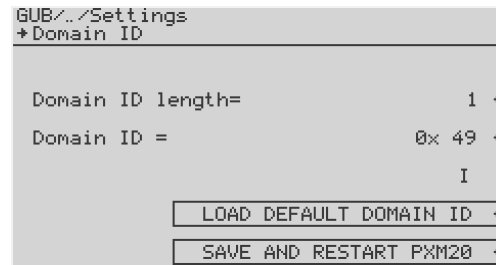 GUB/../Settings
→Domain ID
Domain ID length= 1
Domain ID = 0x 49
I
LOAD DEFAULT DOMAIN ID
SAVE AND RESTART PXM20